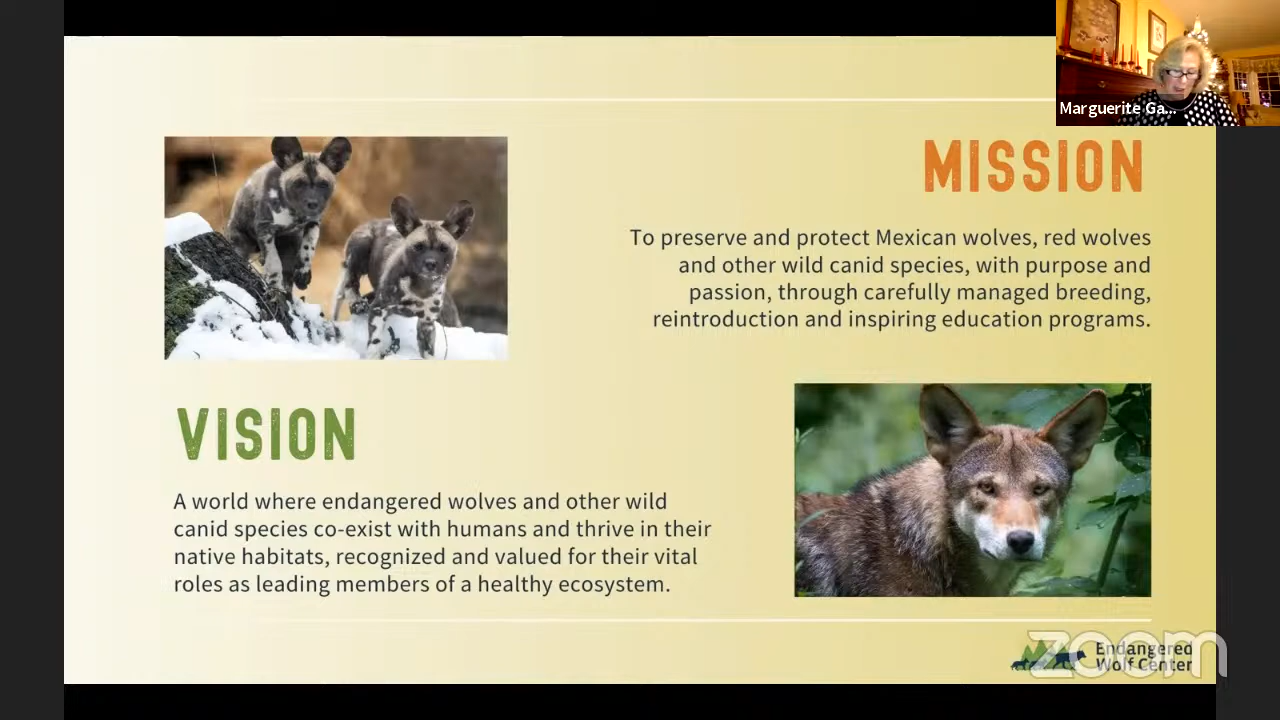 Marguerite Ga...
MISSION
To preserve and protect Mexican wolves, red wolves
and other wild canid species, with purpose and
passion, through carefully managed breeding,
reintroduction and inspiring education programs.
VISION
A world where endangered wolves and other wild
canid species co-exist with humans and thrive in their
native habitats, recognized and valued for their vital
roles as leading members of a healthy ecosystem.
zoom
Endangered
Wolf Center